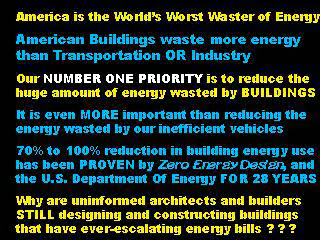 America is the World's Worst Waster of Energy
American Buildings waste more energy
than Transportation OR Industry
Our NUMBER ONE PRIORITY is to reduce the
huge amount of energy wasted by BUILDINGS
It is even MORE important than reducing the
energy wasted by our inefficient vehicles
70% to 100% reduction in building energy use
has been PROVEN by Zero Energy Design, and
the U.S. Department Of Energy FOR 28 YEARS
Why are uninformed architects and builders
STILL designing and constructing buildings
that have ever-escalating energy bills ? ? ?